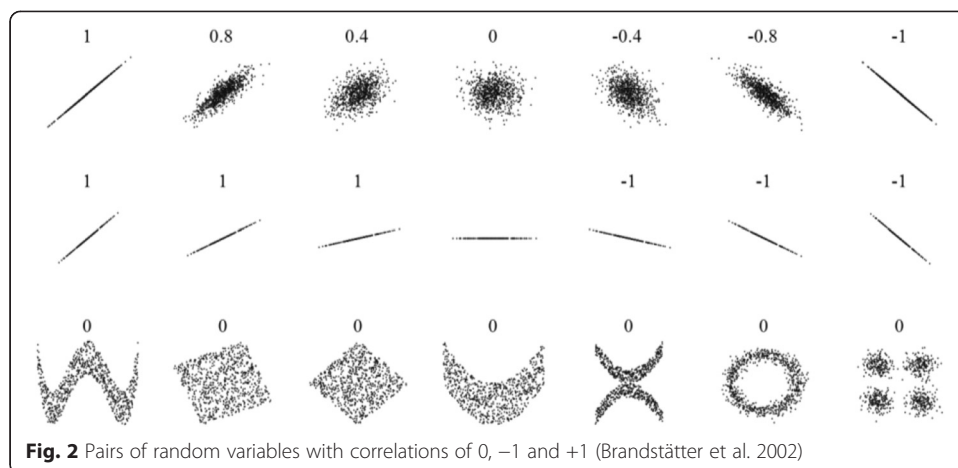 1 0.8 0.4 0 -0.4 -0.8 -1
1 1 1 -1 -1 -1
0 0 0 0 0 0 0
Fig. 2 Pairs of random variables with correlations of 0, −1 and +1 (Brandstätter et al. 2002)